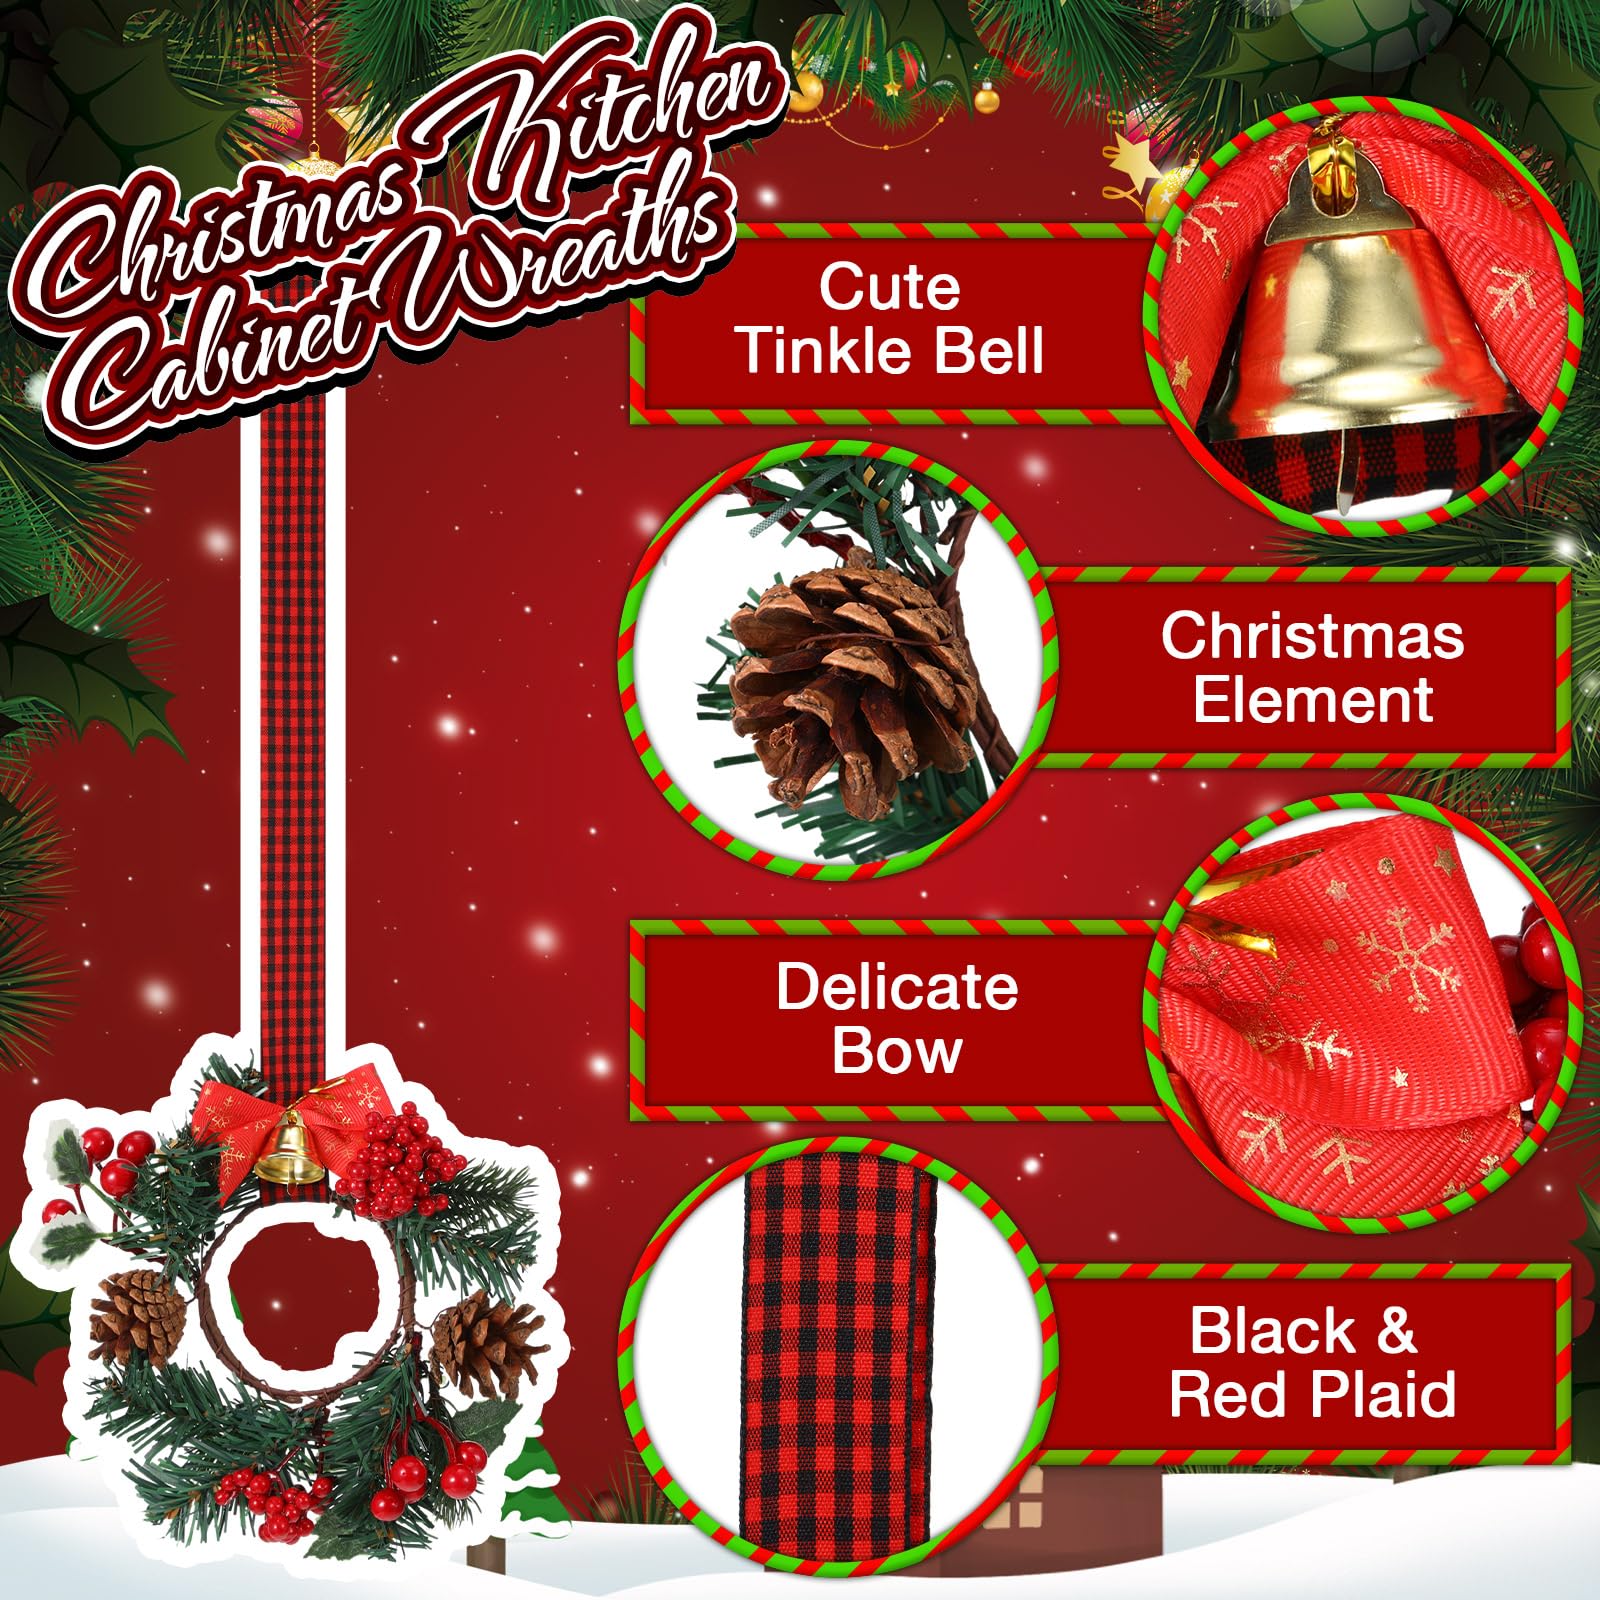 Christmas Kitchen
Cabinet Wreaths
Cute
Tinkle Bell
Christmas
Element
Delicate
Bow
Black &
Red Plaid